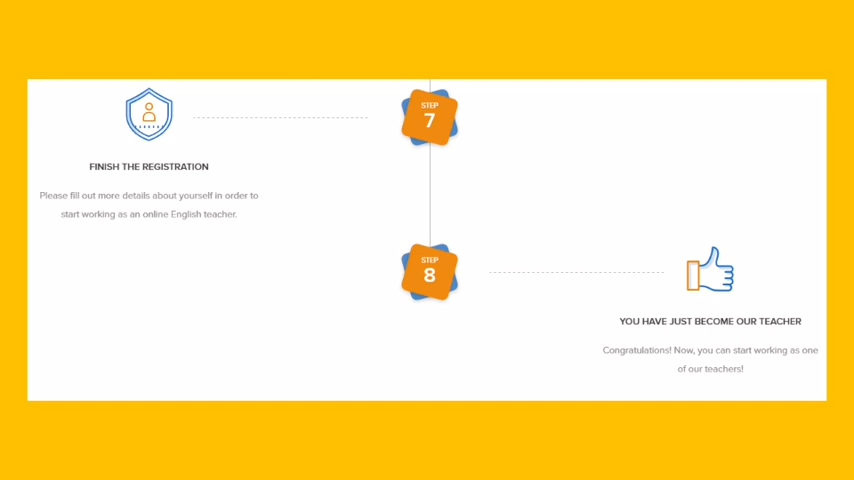 STEP
7
FINISH THE REGISTRATION
Please fill out more details about yourself in order to
start working as an online English teacher.
STEP
8
YOU HAVE JUST BECOME OUR TEACHER
Congratulations! Now, you can start working as one
of our teachers!